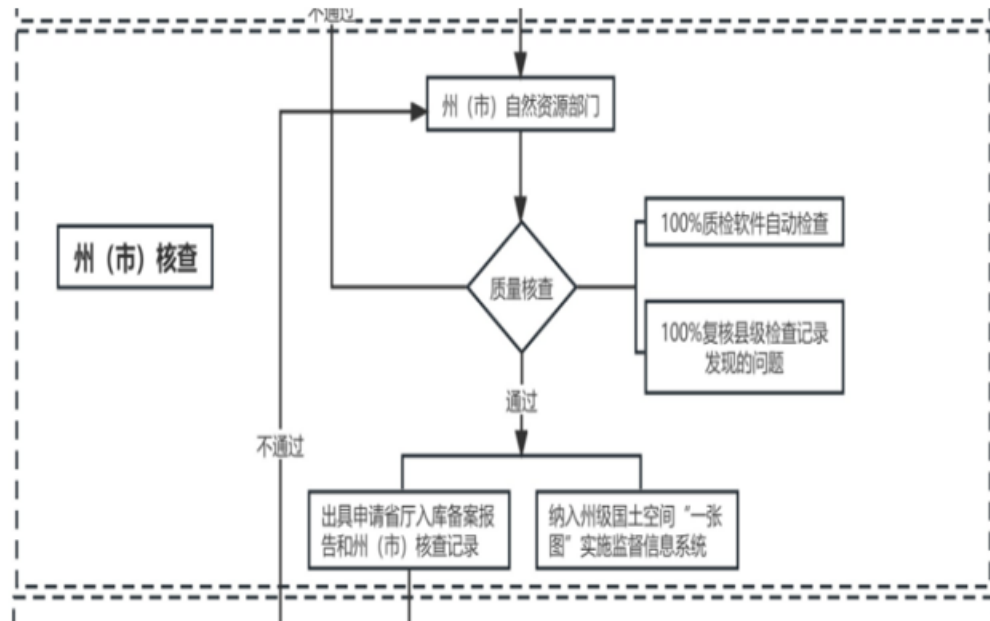 不通过
州（市）自然资源部门
100%质检软件自动检查
州（市）核查
质量核查
100%复核县级检查记录
发现的问题
通过
不通过
出具申请省厅入库备案报
告和州（市）核查记录
纳入州级国土空间“一张
图”实施监督信息系统